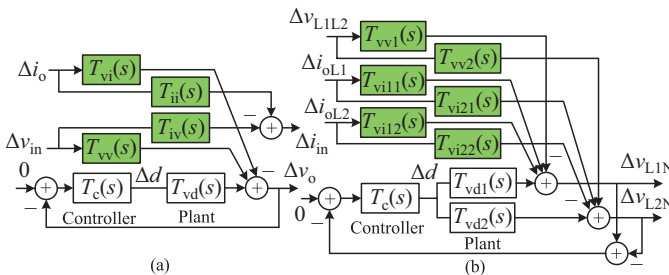 Δi_o
T_vi(s)
T_ii(s)
Δv_in
T_iv(s)
T_vv(s)
−
+
Δi_in
0
+
−
T_c(s)
Δd
T_vd(s)
−
+
Δv_o
Controller
Plant
(a)
Δv_L1L2
T_vv1(s)
T_vv2(s)
Δi_oL1
T_vi11(s)
T_vi21(s)
Δi_oL2
T_vi12(s)
T_vi22(s)
−
+
Δv_L1N
0
+
−
T_c(s)
Δd
T_vd1(s)
T_vd2(s)
−
+
Δv_L2N
Controller
Plant
+
−
(b)